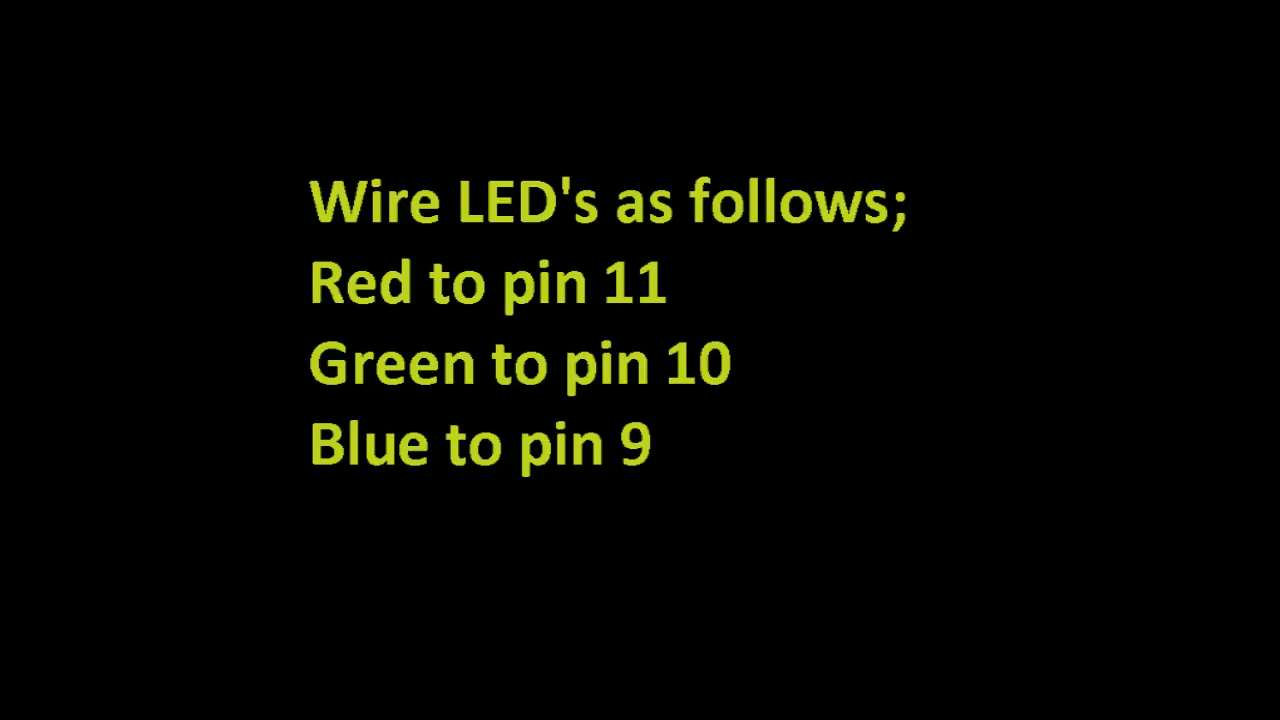 Wire LED's as follows;
Red to pin 11
Green to pin 10
Blue to pin 9